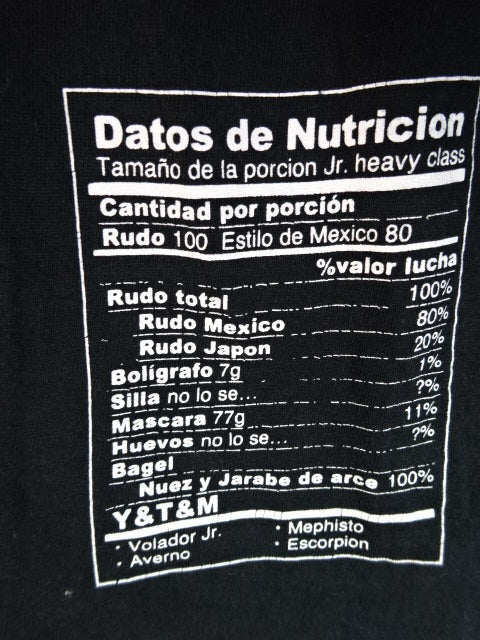 Datos de Nutricion
Tamaño de la porcion Jr. heavy class
Cantidad por porción
Rudo 100 Estilo de Mexico 80
%valor lucha
Rudo total 100%
Rudo Mexico 80%
Rudo Japon 20%
Bolígrafo 7g 1%
Silla no lo se... ?%
Mascara 77g 11%
Huevos no lo se... ?%
Bagel
Nuez y Jarabe de arce 100%
Y&T&M
· Volador Jr. · Mephisto
· Averno · Escorpion